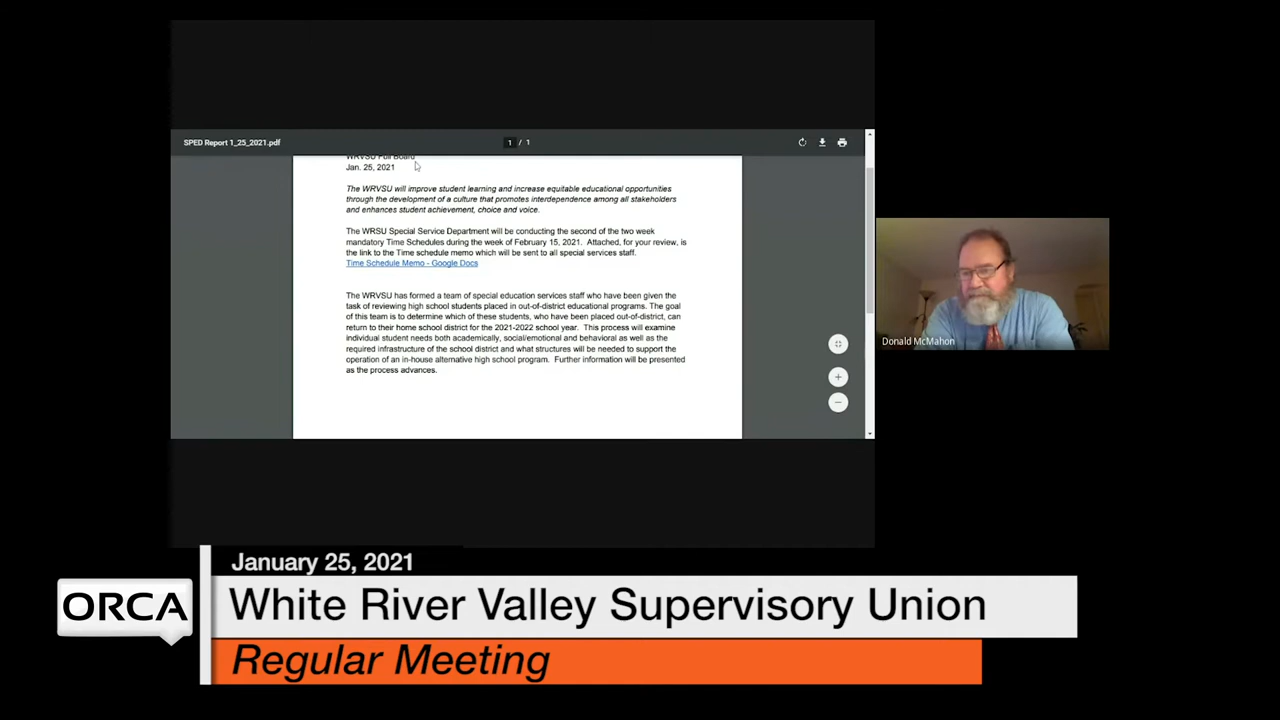 SPED Report 1_25_2021.pdf
1 / 1
WRVSU Full Board
Jan. 25, 2021
The WRVSU will improve student learning and increase equitable educational opportunities
through the development of a culture that promotes interdependence among all stakeholders
and enhances student achievement, choice and voice.
The WRSU Special Service Department will be conducting the second of the two week
mandatory Time Schedules during the week of February 15, 2021. Attached, for your review, is
the link to the Time schedule memo which will be sent to all special services staff.
Time Schedule Memo - Google Docs
The WRVSU has formed a team of special education services staff who have been given the
task of reviewing high school students placed in out-of-district educational programs. The goal
of this team is to determine which of these students, who have been placed out-of-district, can
return to their home school district for the 2021-2022 school year. This process will examine
individual student needs both academically, social/emotional and behavioral as well as the
required infrastructure of the school district and what structures will be needed to support the
operation of an in-house alternative high school program. Further information will be presented
as the process advances.
Donald McMahon
January 25, 2021
ORCA
White River Valley Supervisory Union
Regular Meeting